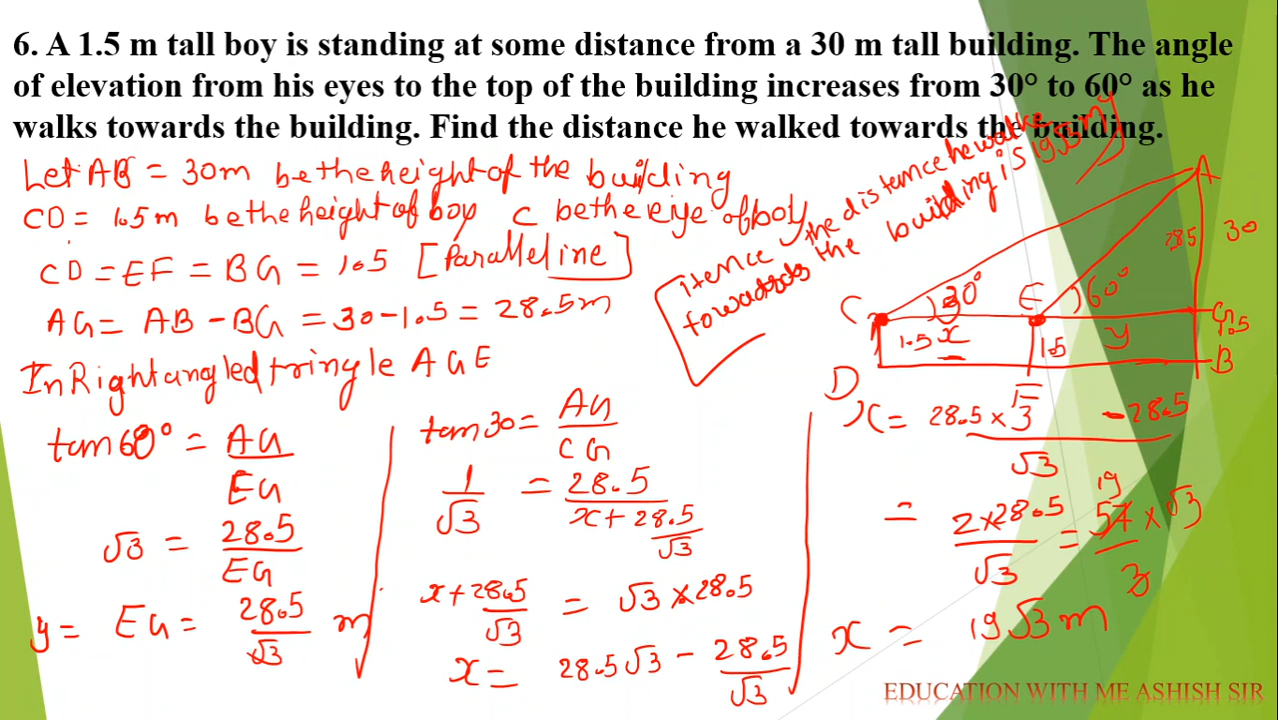 6. A 1.5 m tall boy is standing at some distance from a 30 m tall building. The angle
of elevation from his eyes to the top of the building increases from 30° to 60° as he
walks towards the building. Find the distance he walked towards the building.
Let AB = 30m be the height of the building
CD = 1.5 m be the height of boy C be the eye of boy
CD = EF = BG = 1.5 [Parallel line]
AG = AB - BG = 30 - 1.5 = 28.5m
In Right angled tringle AGE
tan 60° = AG / EG
√3 = 28.5 / EG
y = EG = 28.5 / √3 m
tan 30 = AG / CG
1 / √3 = 28.5 / x + 28.5 / √3
x + 28.5 / √3 = √3 × 28.5
x = 28.5 √3 - 28.5 / √3
x = 28.5 × √3 × √3 - 28.5 / √3
= 2 × 28.5 / √3 = 57 × √3 / 3
19
x = 19 √3 m
Hence the distance he walked
towards the building is 19√3 m
A
28.5
30
C
30°
E
60°
G
1.5
1.5 x
1.5
y
B
D
EDUCATION WITH ME ASHISH SIR